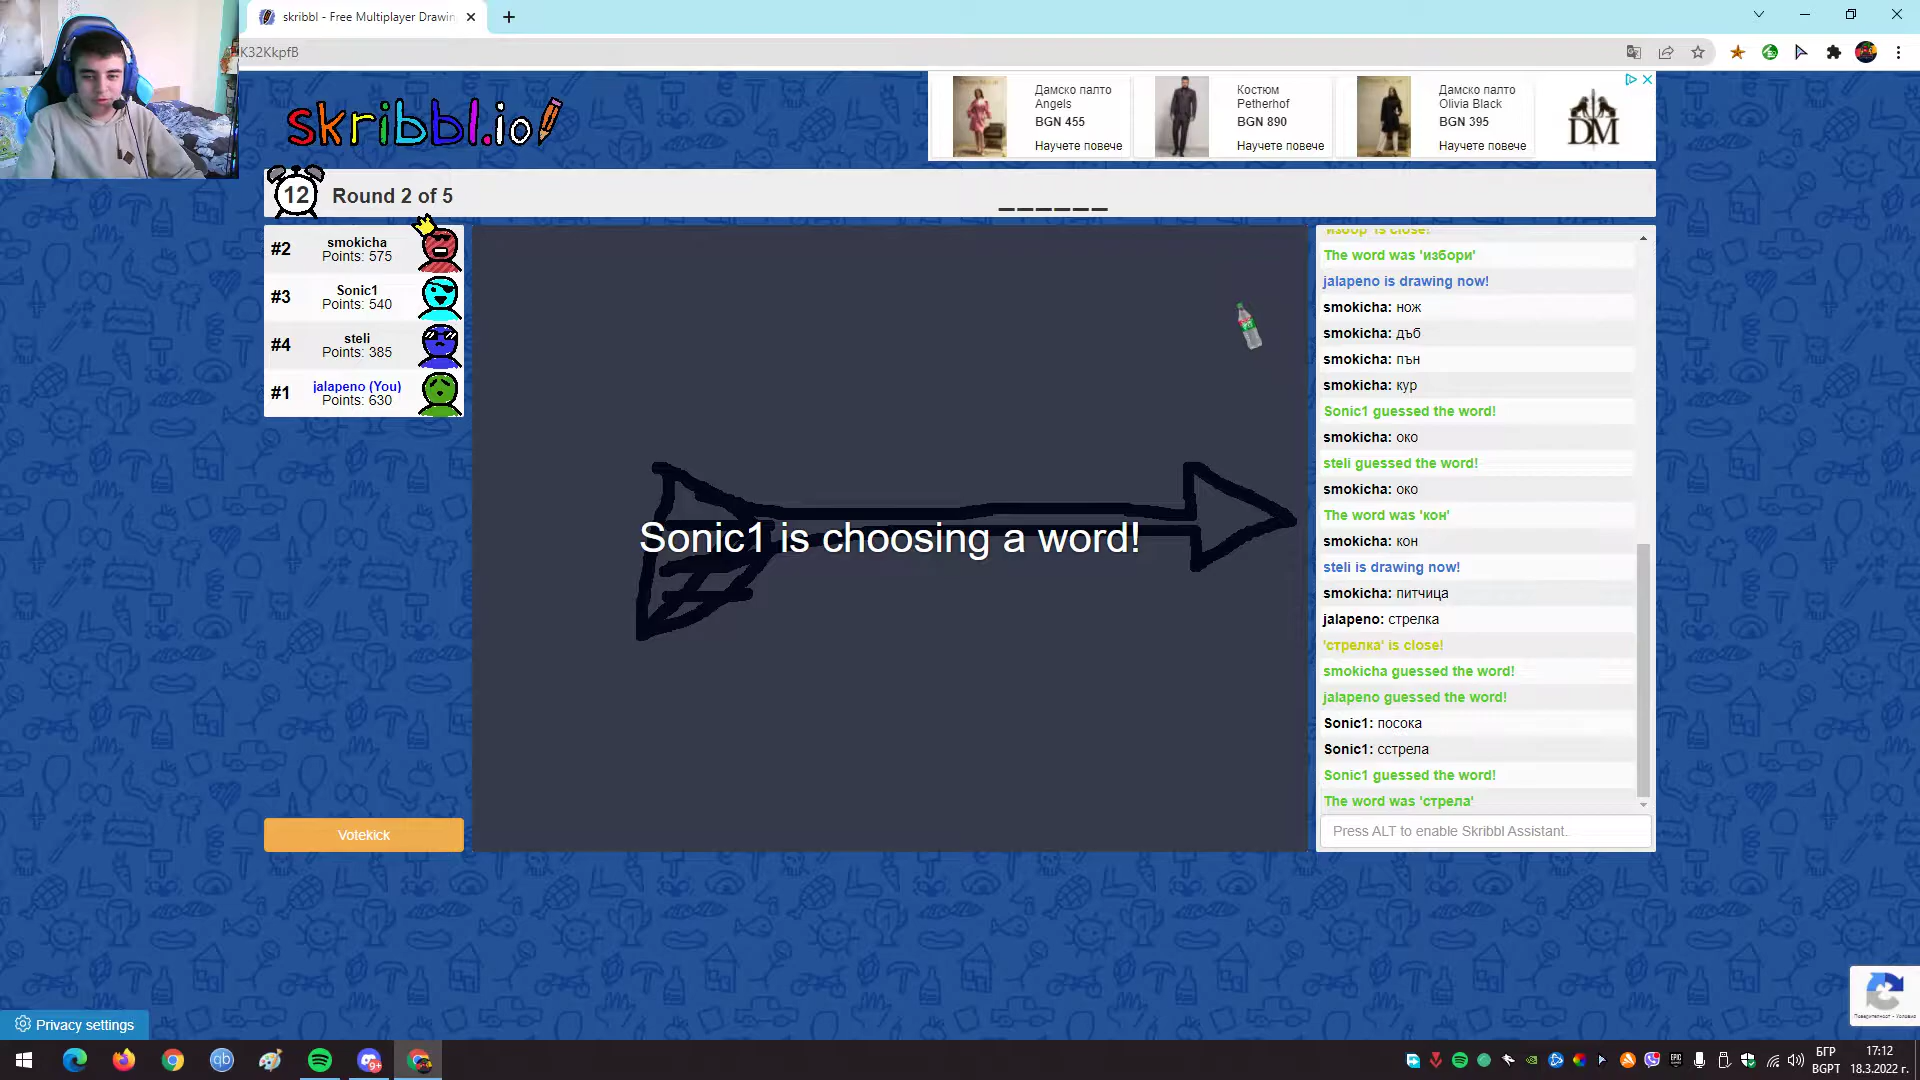 skribbl - Free Multiplayer Drawin
K32KkpfB
skribbl.io
Дамско палто
Angels
BGN 455
Научете повече
Костюм
Petherhof
BGN 890
Научете повече
Дамско палто
Olivia Black
BGN 395
Научете повече
DM
12
Round 2 of 5
______
#2
smokicha
Points: 575
#3
Sonic1
Points: 540
#4
steli
Points: 385
#1
jalapeno (You)
Points: 630
Votekick
Sonic1 is choosing a word!
'избор' is close!
The word was 'избори'
jalapeno is drawing now!
smokicha: нож
smokicha: дъб
smokicha: пън
smokicha: кур
Sonic1 guessed the word!
smokicha: око
steli guessed the word!
smokicha: око
The word was 'кон'
smokicha: кон
steli is drawing now!
smokicha: питчица
jalapeno: стрелка
'стрелка' is close!
smokicha guessed the word!
jalapeno guessed the word!
Sonic1: посока
Sonic1: сстрела
Sonic1 guessed the word!
The word was 'стрела'
Press ALT to enable Skribbl Assistant.
Privacy settings
qb
9+
EPIC
БГР
BGPT
17:12
18.3.2022 г.